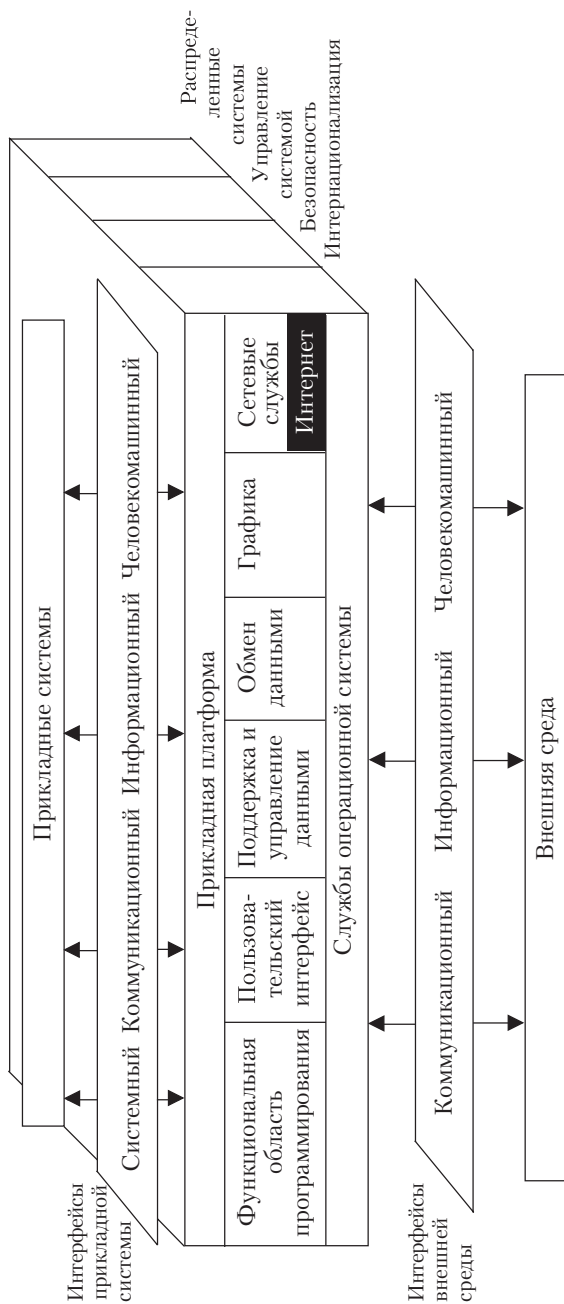 Прикладные системы
Интерфейсы
прикладной
системы
Системный Коммуникационный Информационный Человекомашинный
Прикладная платформа
Функциональная
область
программирования
Пользова-
тельский
интерфейс
Поддержка и
управление
данными
Обмен
данными
Графика
Сетевые
службы
Интернет
Службы операционной системы
Распреде-
ленные
системы
Управление
системой
Безопасность
Интернационализация
Интерфейсы
внешней
среды
Коммуникационный Информационный Человекомашинный
Внешняя среда